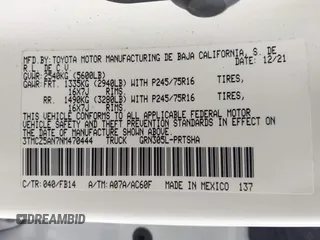 MFD.BY:TOYOTA MOTOR MANUFACTURING DE BAJA CALIFORNIA, S. DE
R.L. DE C.V. DATE: 12/21
GVWR: 2540KG (5600LB)
GAWR: FRT. 1335KG (2940LB) WITH P245/75R16 TIRES,
16X7J RIMS,
RR. 1490KG (3280LB) WITH P245/75R16 TIRES,
16X7J RIMS.
THIS VEHICLE CONFORMS TO ALL APPLICABLE FEDERAL MOTOR
VEHICLE SAFETY AND THEFT PREVENTION STANDARDS IN
EFFECT ON THE DATE OF MANUFACTURE SHOWN ABOVE.
3TMCZ5AN7NM470444 TRUCK GRN305L-PRTSHA
C/TR: 040/FB14 A/TM: A07A/AC60F MADE IN MEXICO 137
DREAMBID